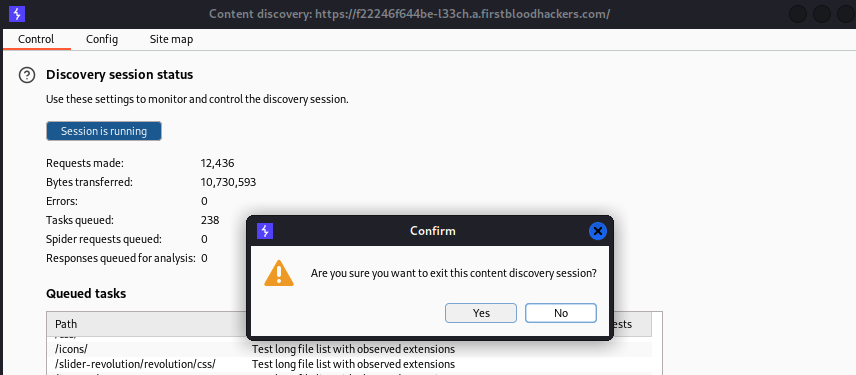 Content discovery: https://f22246f644be-l33ch.a.firstbloodhackers.com/
Control Config Site map
Discovery session status
Use these settings to monitor and control the discovery session.
Session is running
Requests made: 12,436
Bytes transferred: 10,730,593
Errors: 0
Tasks queued: 238
Spider requests queued: 0
Responses queued for analysis: 0
Confirm
Are you sure you want to exit this content discovery session?
Yes No
Queued tasks
Path
/icons/ Test long file list with observed extensions
/slider-revolution/revolution/css/ Test long file list with observed extensions